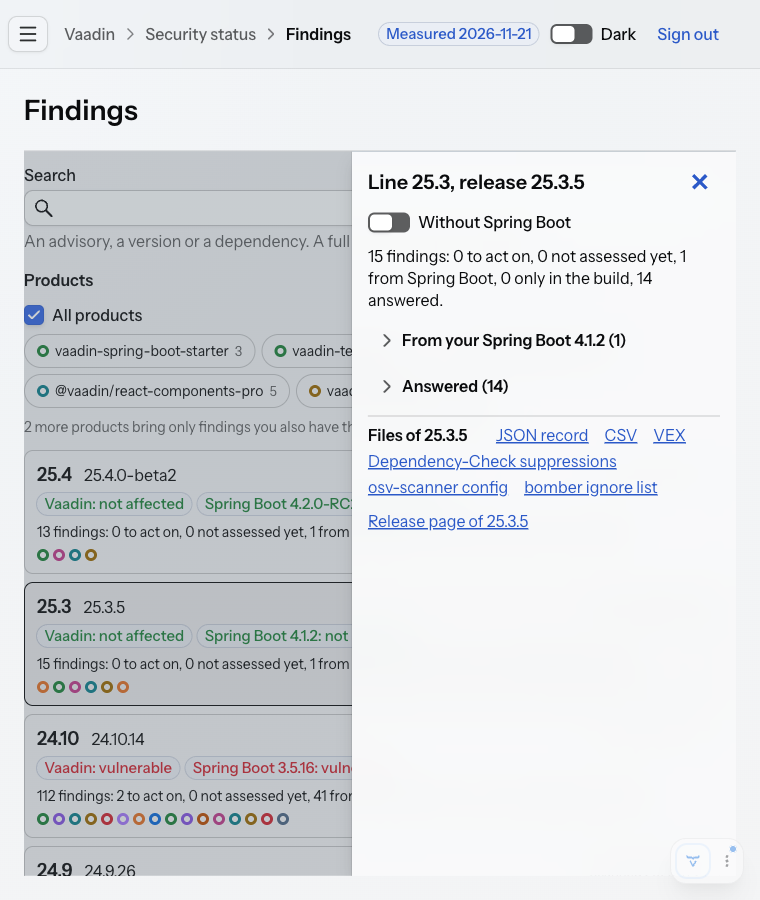 Vaadin > Security status > Findings
Measured 2026-11-21
Dark
Sign out
Findings
Search
An advisory, a version or a dependency. A full
Products
All products
vaadin-spring-boot-starter 3
vaadin-te
@vaadin/react-components-pro 5
vaad
2 more products bring only findings you also have th
25.4 25.4.0-beta2
Vaadin: not affected
Spring Boot 4.2.0-RC
13 findings: 0 to act on, 0 not assessed yet, 1 from
25.3 25.3.5
Vaadin: not affected
Spring Boot 4.1.2: not
15 findings: 0 to act on, 0 not assessed yet, 1 from
24.10 24.10.14
Vaadin: vulnerable
Spring Boot 3.5.16: vuln
112 findings: 2 to act on, 0 not assessed yet, 41 from
24.9 24.9.26
Line 25.3, release 25.3.5
Without Spring Boot
15 findings: 0 to act on, 0 not assessed yet, 1
from Spring Boot, 0 only in the build, 14
answered.
From your Spring Boot 4.1.2 (1)
Answered (14)
Files of 25.3.5 JSON record CSV VEX
Dependency-Check suppressions
osv-scanner config bomber ignore list
Release page of 25.3.5